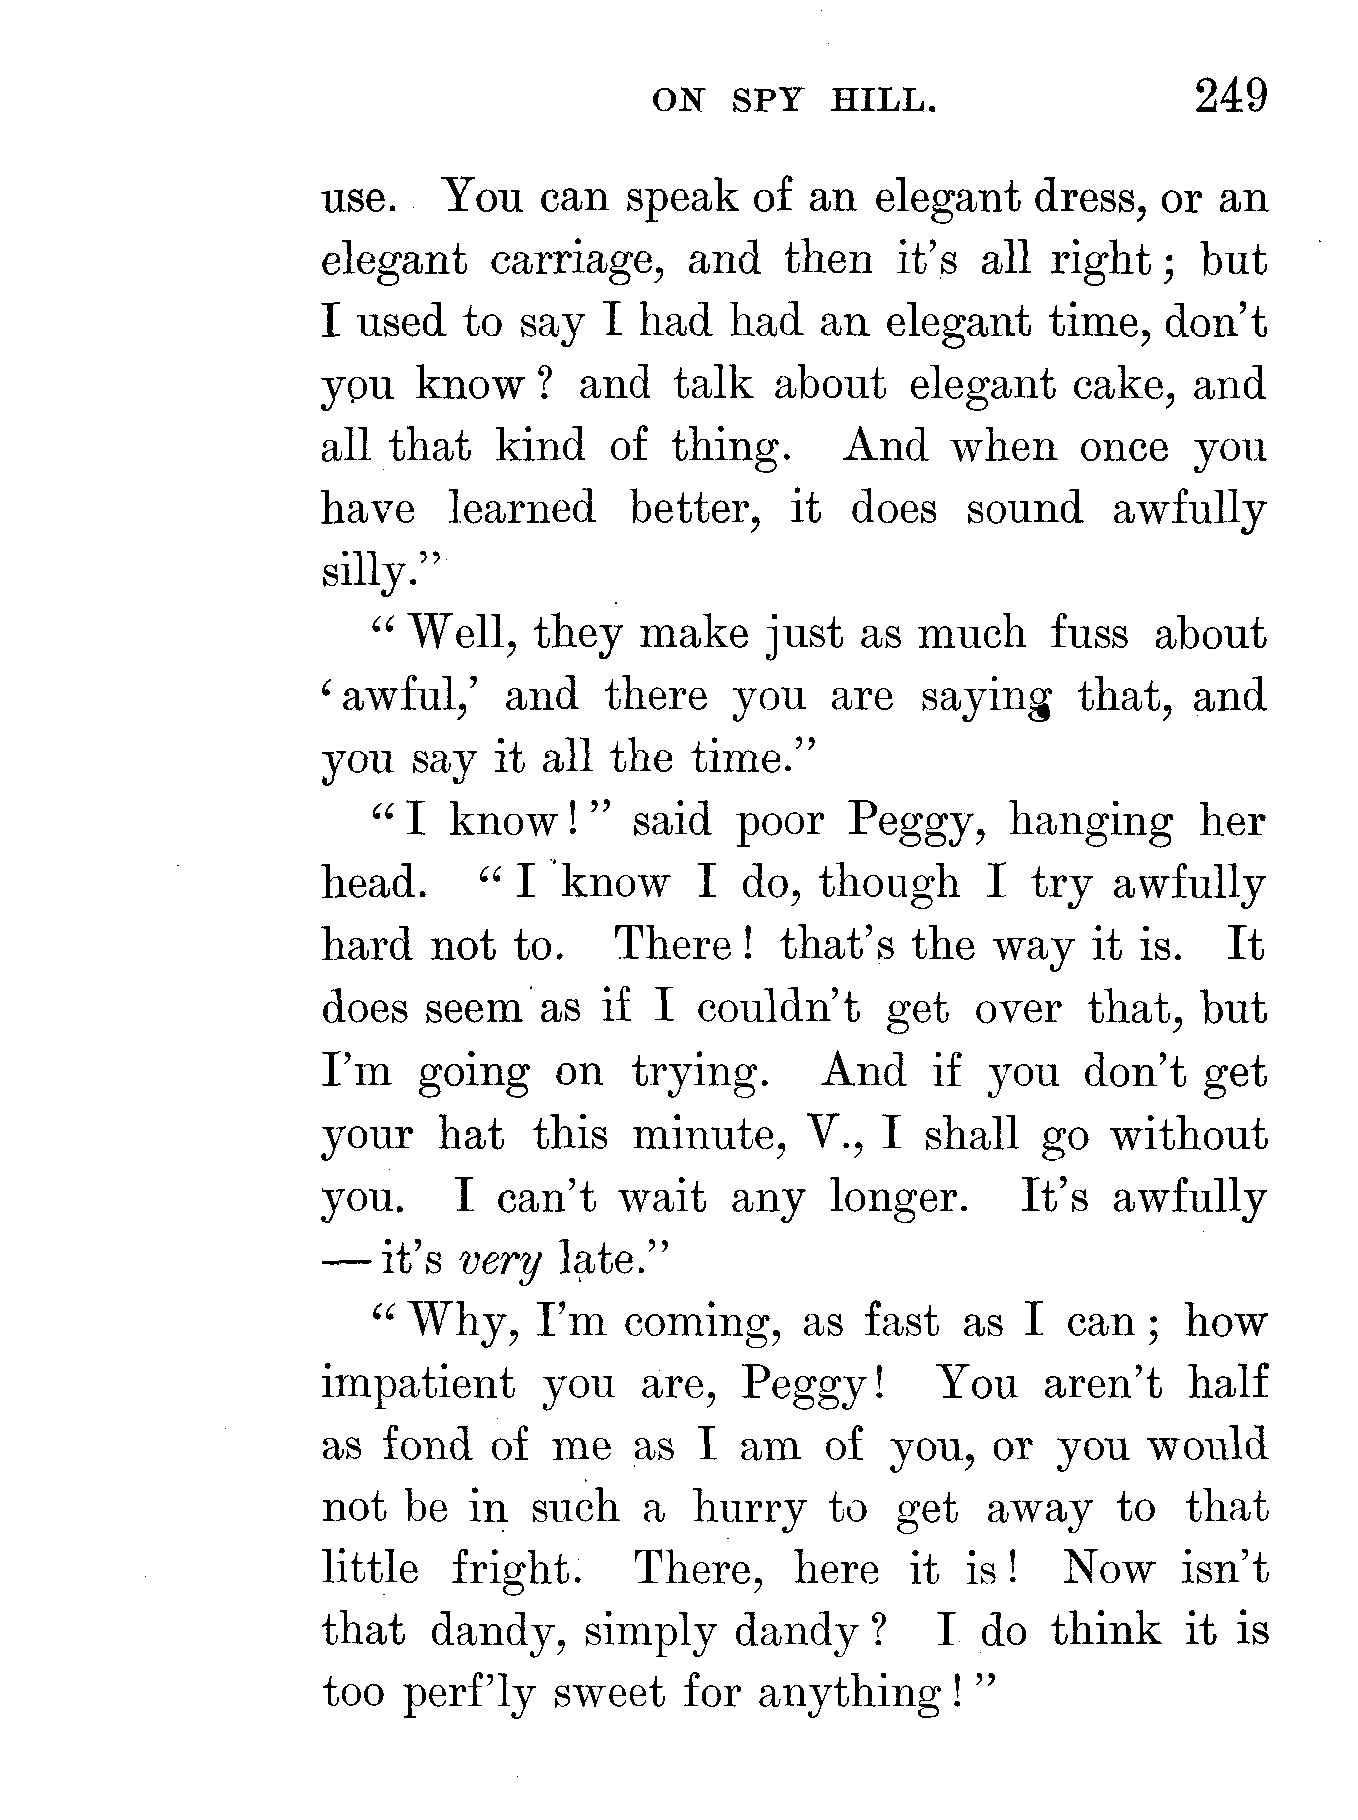 ON SPY HILL. 249
use. You can speak of an elegant dress, or an
elegant carriage, and then it's all right; but
I used to say I had had an elegant time, don't
you know? and talk about elegant cake, and
all that kind of thing. And when once you
have learned better, it does sound awfully
silly."
"Well, they make just as much fuss about
'awful,' and there you are saying that, and
you say it all the time."
"I know!" said poor Peggy, hanging her
head. "I know I do, though I try awfully
hard not to. There! that's the way it is. It
does seem as if I couldn't get over that, but
I'm going on trying. And if you don't get
your hat this minute, V., I shall go without
you. I can't wait any longer. It's awfully
— it's very late."
"Why, I'm coming, as fast as I can; how
impatient you are, Peggy! You aren't half
as fond of me as I am of you, or you would
not be in such a hurry to get away to that
little fright. There, here it is! Now isn't
that dandy, simply dandy? I do think it is
too perf'ly sweet for anything!"